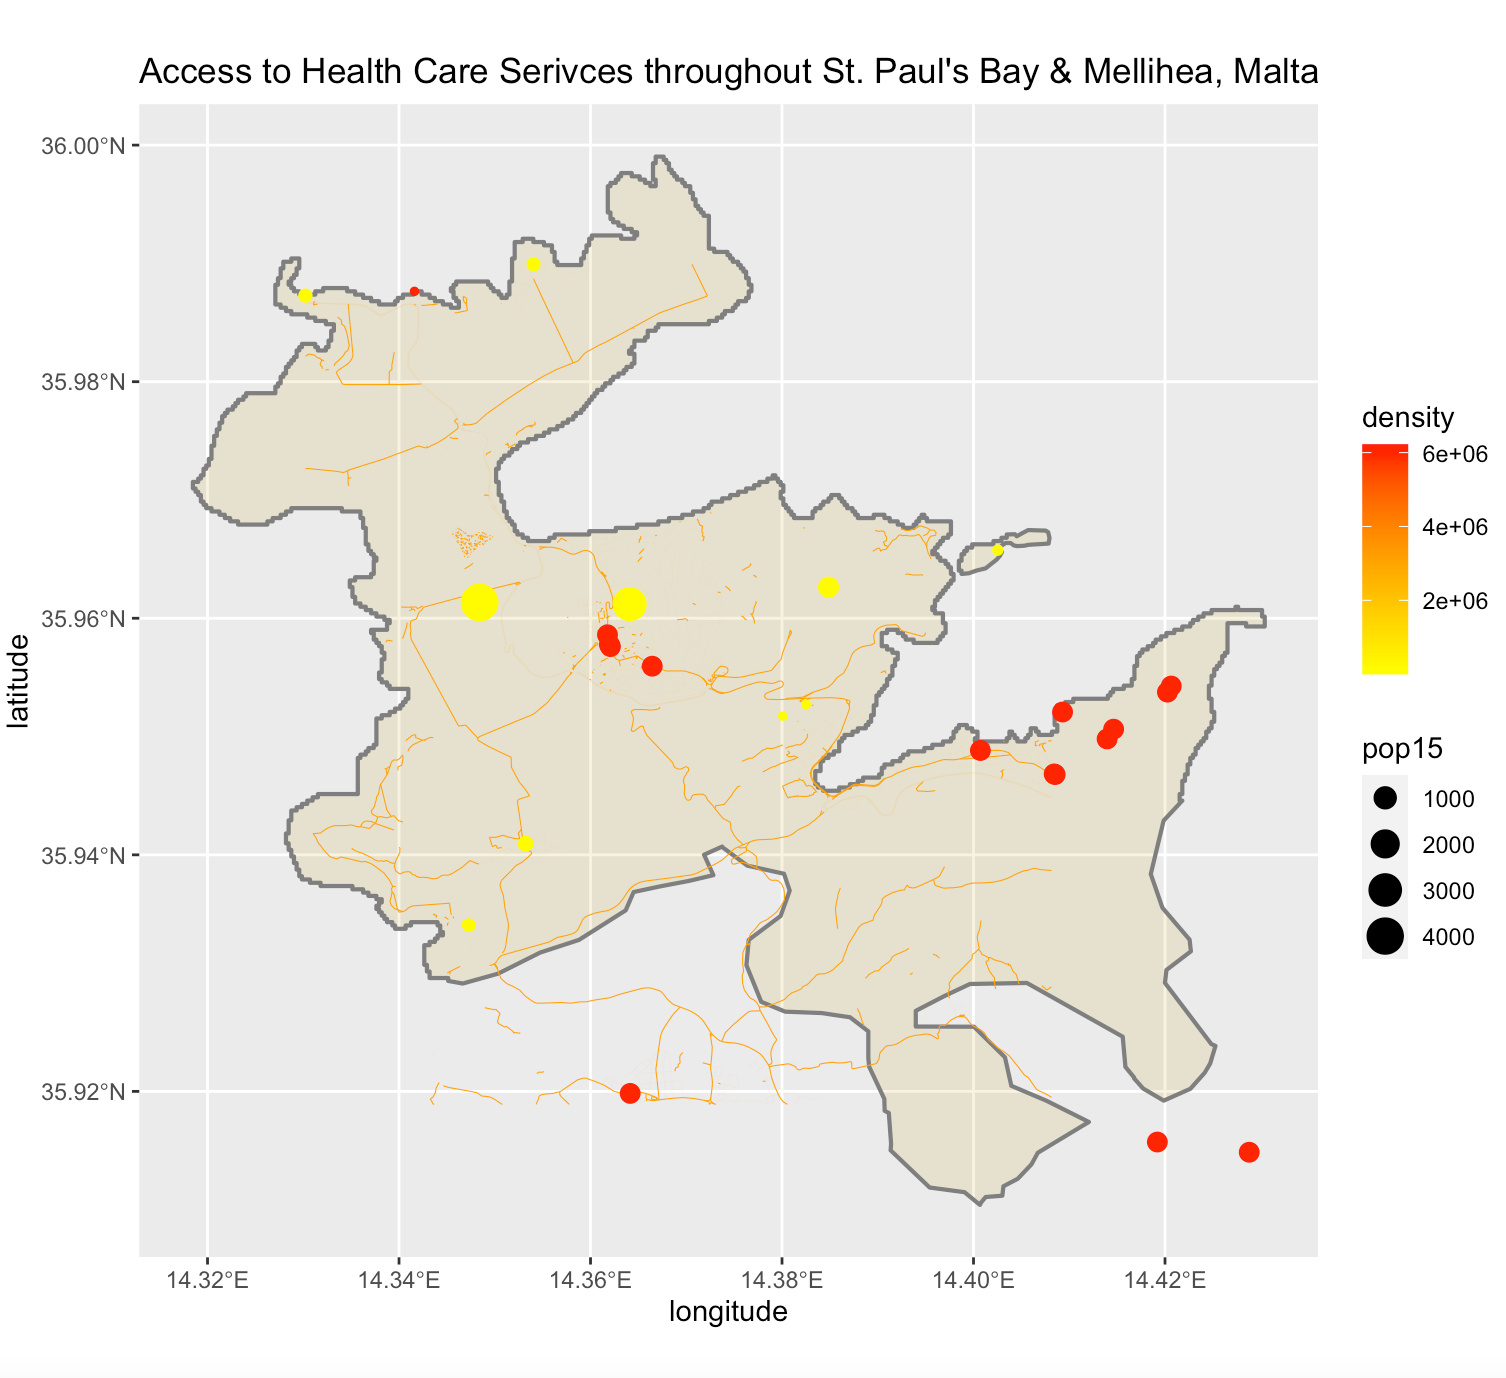 Access to Health Care Serivces throughout St. Paul's Bay & Mellihea, Malta
36.00°N
35.98°N
35.96°N
35.94°N
35.92°N
latitude
14.32°E
14.34°E
14.36°E
14.38°E
14.40°E
14.42°E
longitude
density
6e+06
4e+06
2e+06
pop15
1000
2000
3000
4000